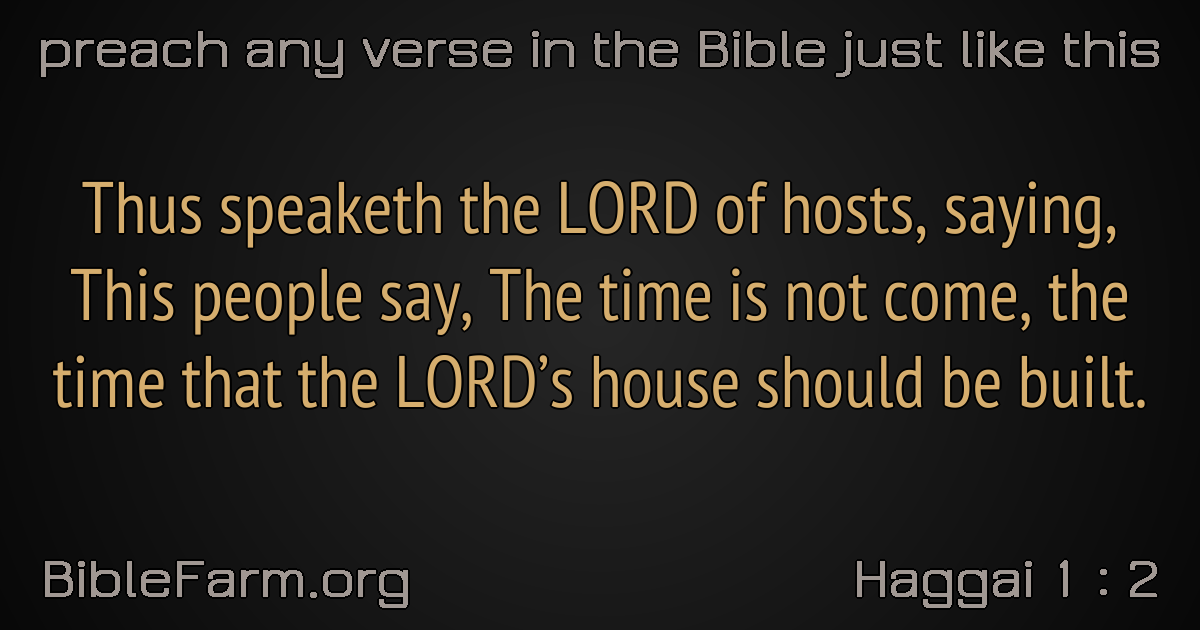 preach any verse in the Bible just like this
Thus speaketh the LORD of hosts, saying,
This people say, The time is not come, the
time that the LORD’s house should be built.
BibleFarm.org
Haggai 1 : 2